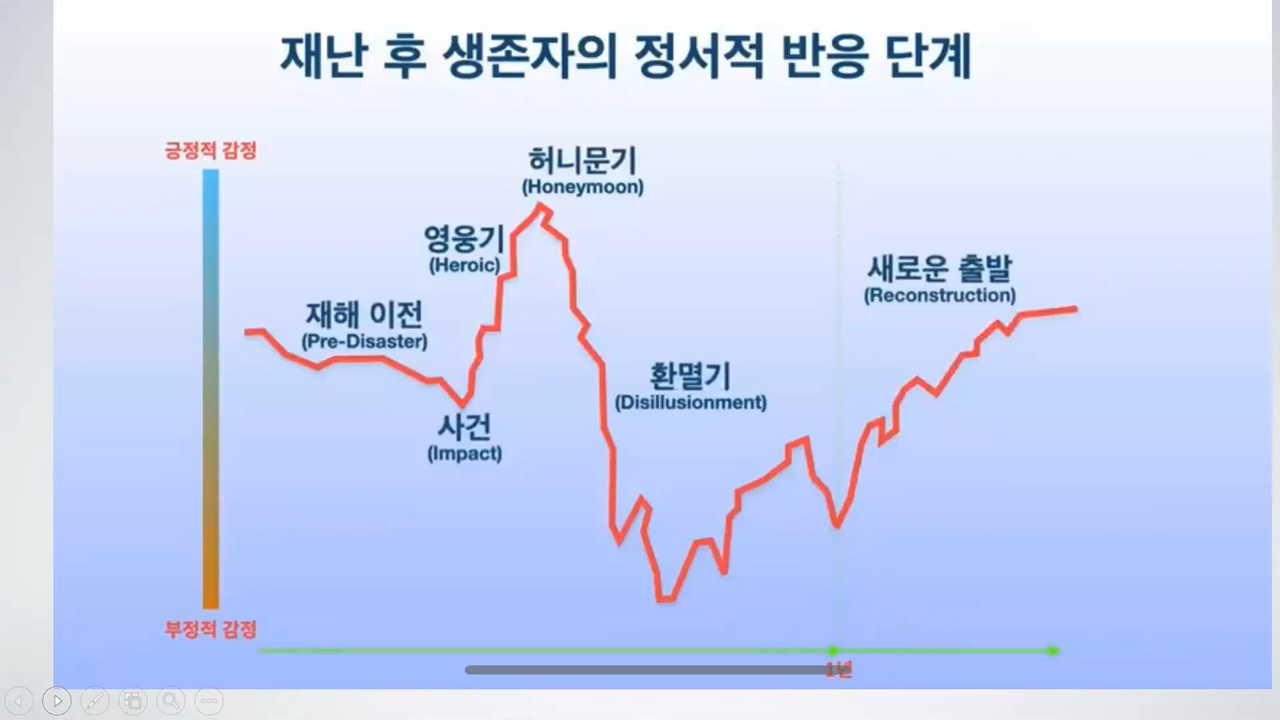 재난 후 생존자의 정서적 반응 단계
긍정적 감정
허니문기
(Honeymoon)
영웅기
(Heroic)
새로운 출발
(Reconstruction)
재해 이전
(Pre-Disaster)
환멸기
(Disillusionment)
사건
(Impact)
부정적 감정
1년